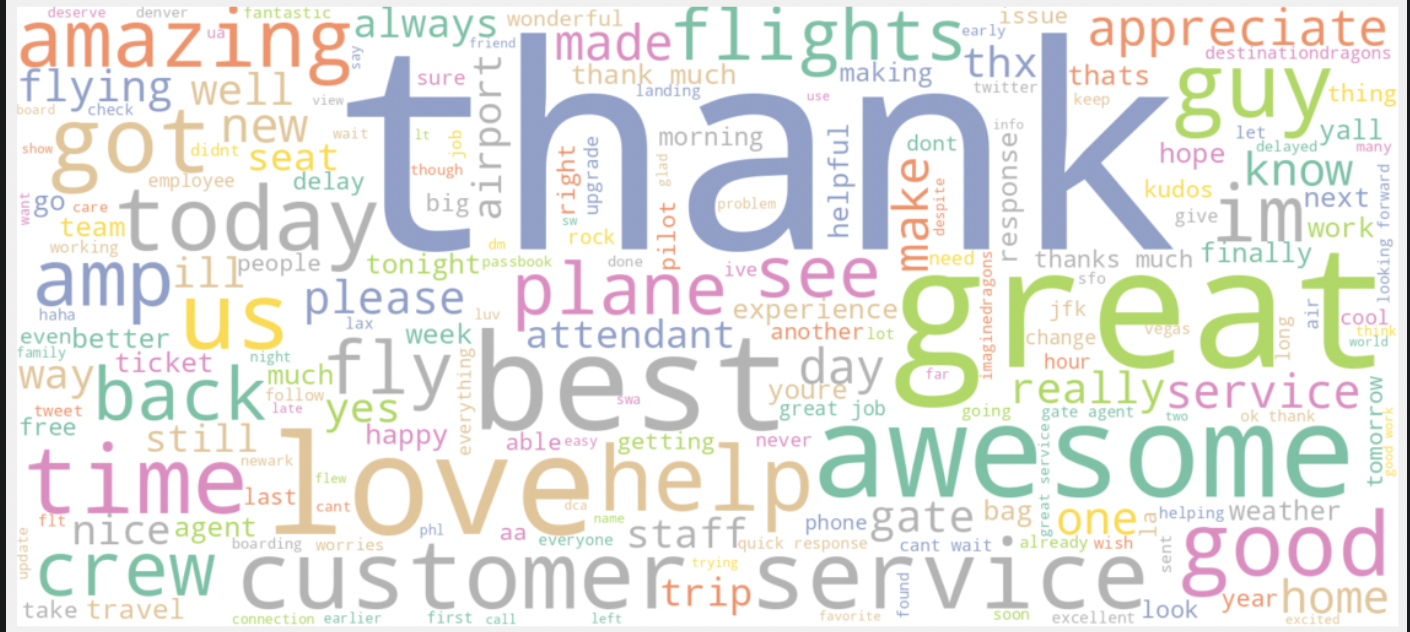 deserve denver fantastic
amazing ua always wonderful made flights early issue appreciate
say friend destinationdragons
flying well sure airport thank much making thx thats guy thing
view landing twitter
board check use keep
got new wait lt job morning helpful dont info let yall
thank
show didnt seat though right upgrade glad make response hope delayed many
employee delay know
want go care today big pilot problem despite kudos next
team sw give im work looking forward
working dm rock
amp ill people tonight passbook done ive see need thanks much finally
plane sfo
haha us please luv experience great imaginedragons jfk air cool
lax vegas think
even better week attendant another lot change long world
family ticket night fly best day hour
way back much everything youre far really service
follow swa
tweet late yes great job going gate agent two ok thank tomorrow
free
still happy able easy getting never awesome good work
time newark love help great service
last flew
cant dca
flt nice agent phl aa name staff phone gate bag one la helping weather
update boarding worries everyone quick response cant wait already wish sent good
crew customer service
trying
trip found year home
take travel look
connection earlier first call left favorite soon excellent excited